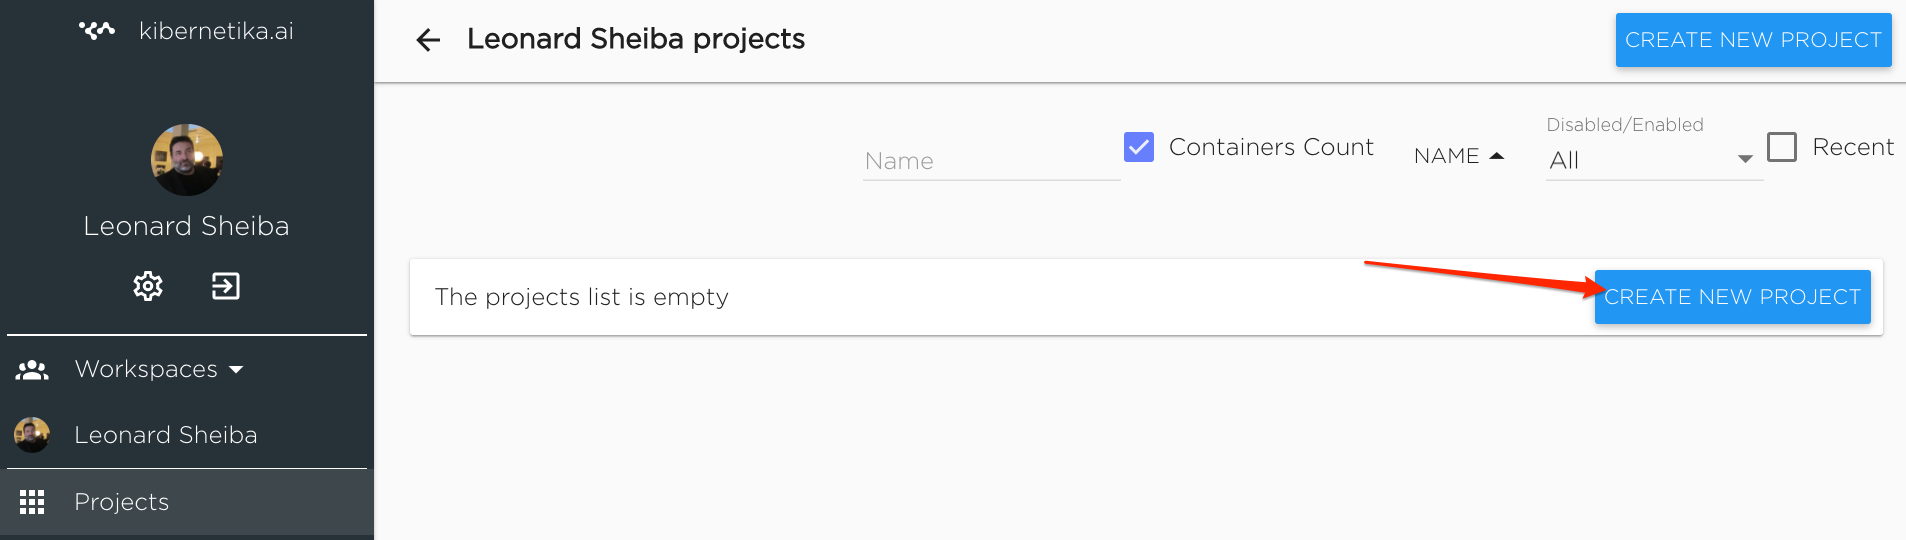 kibernetika.ai
Leonard Sheiba
Workspaces
Leonard Sheiba
Projects
Leonard Sheiba projects
CREATE NEW PROJECT
Name
Containers Count
NAME
Disabled/Enabled
All
Recent
The projects list is empty
CREATE NEW PROJECT